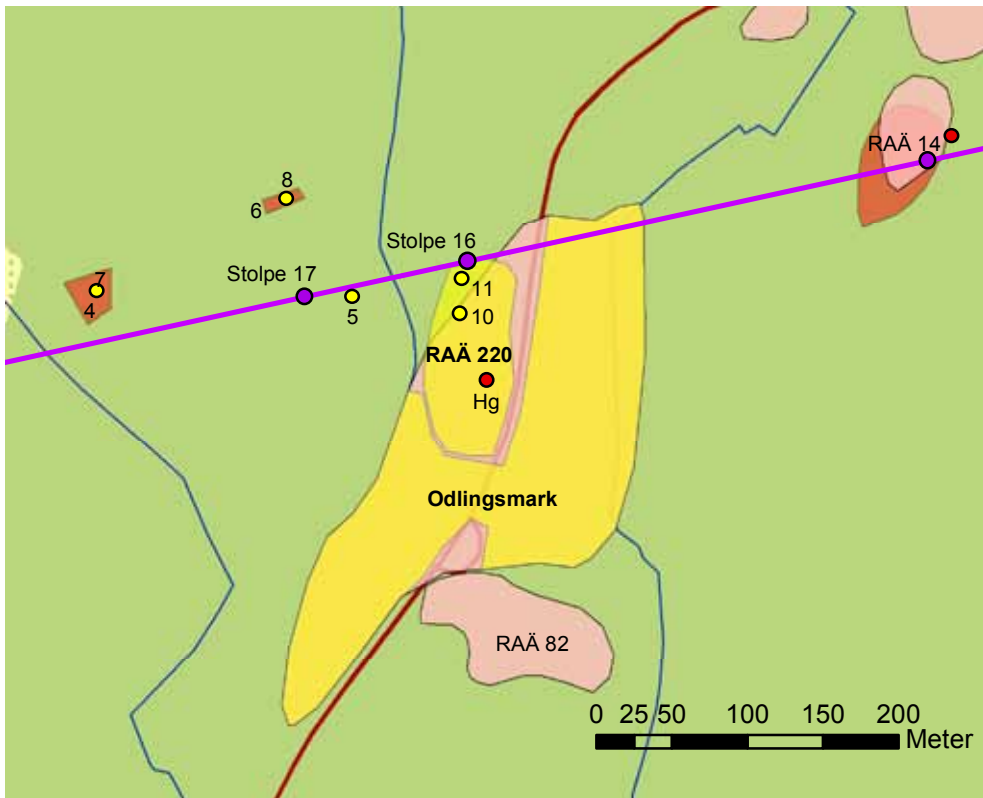 RAÄ 14
8
6
Stolpe 16
Stolpe 17
7
4
5
11
10
RAÄ 220
Hg
Odlingsmark
RAÄ 82
0 25 50 100 150 200
Meter